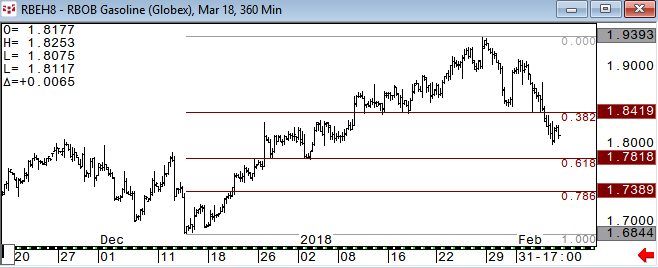 RBEH8 - RBOB Gasoline (Globex), Mar 18, 360 Min
O= 1.8177
H= 1.8253
L= 1.8075
L= 1.8117
Δ=+0.0065
0.000
1.9393
1.9000
0.382
1.8419
1.8000
0.618
1.7818
0.786
1.7389
1.7000
1.000
1.6844
Dec 2018 Feb
20 27 04 11 18 26 02 08 16 22 29 31-17:00